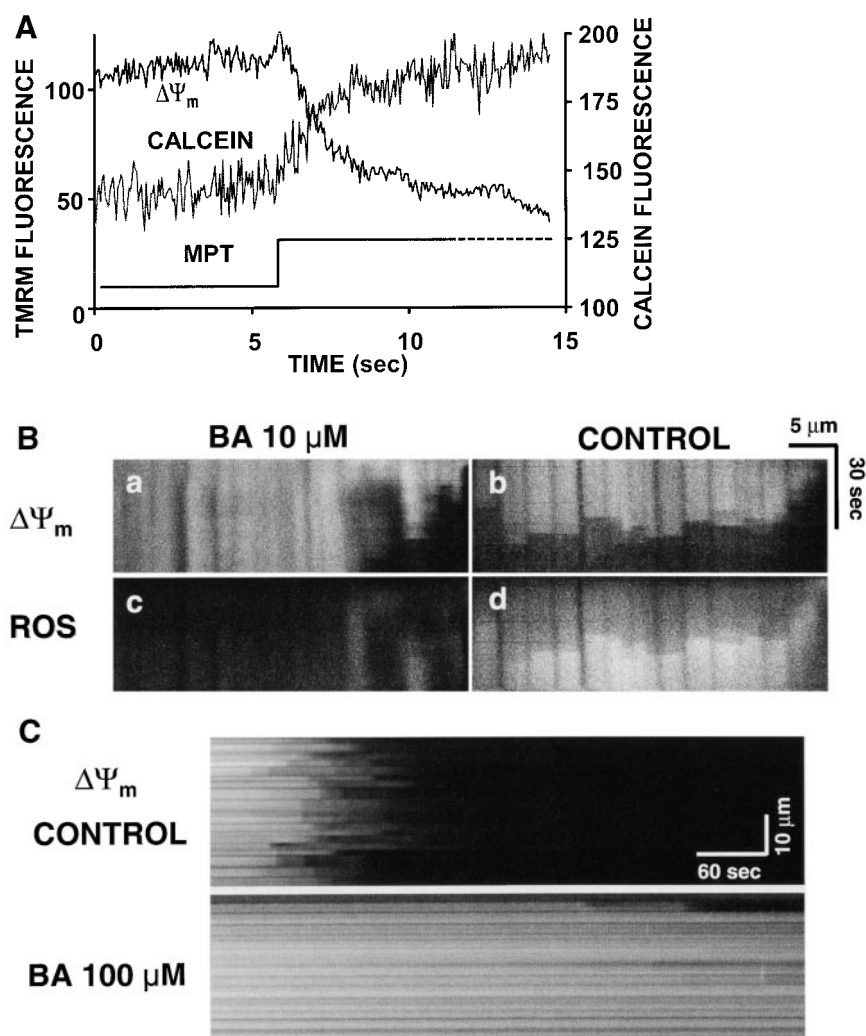 A
TMRM FLUORESCENCE
100
50
0
ΔΨm
CALCEIN
MPT
200
175
150
125
100
CALCEIN FLUORESCENCE
0 5 10 15
TIME (sec)
B
BA 10 μM
CONTROL
5 μm
30 sec
ΔΨm
a
b
ROS
c
d
C
ΔΨm
CONTROL
10 μm
60 sec
BA 100 μM